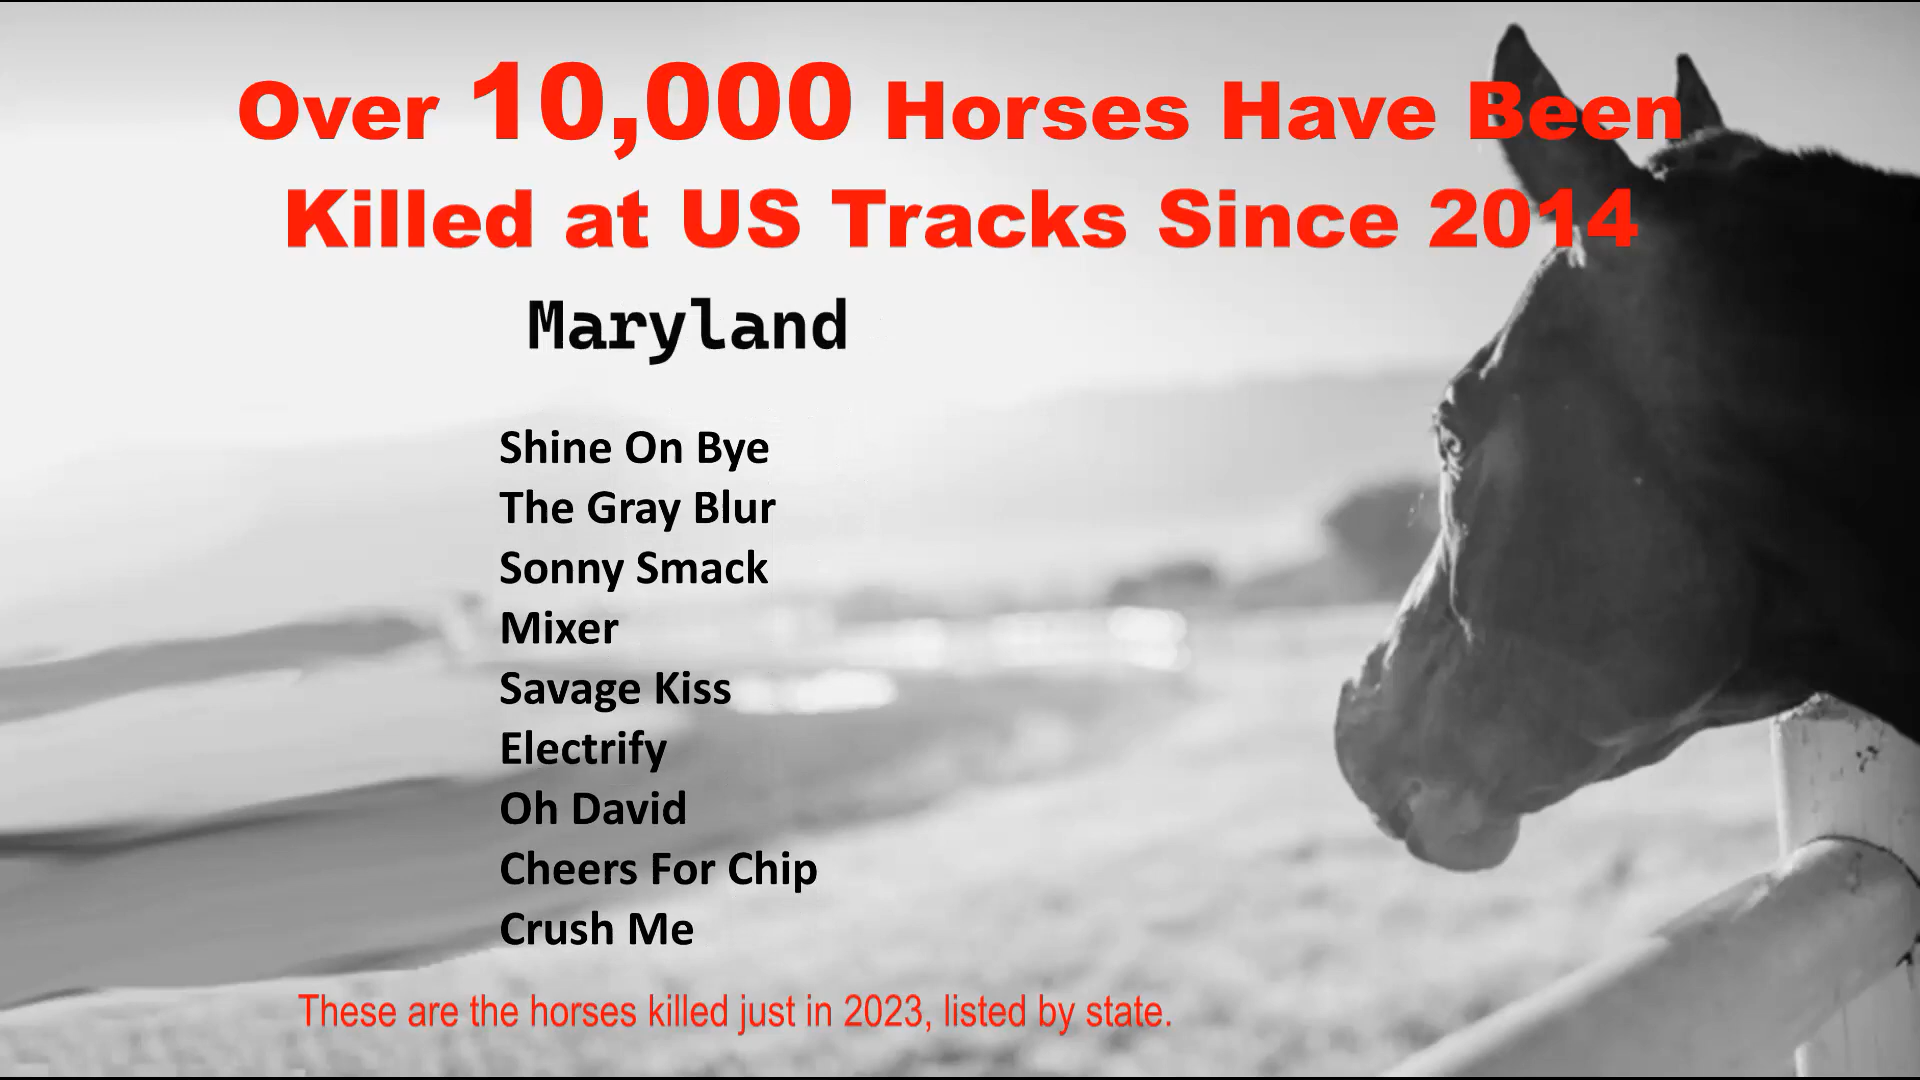 Over 10,000 Horses Have Been
Killed at US Tracks Since 2014
Maryland
Shine On Bye
The Gray Blur
Sonny Smack
Mixer
Savage Kiss
Electrify
Oh David
Cheers For Chip
Crush Me
These are the horses killed just in 2023, listed by state.